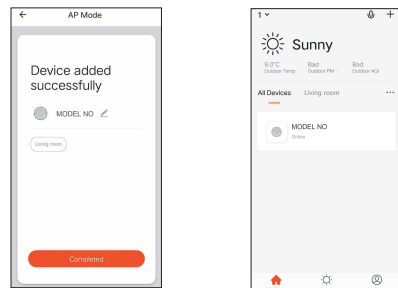 AP Mode
Device added
successfully
MODEL NO
Living room
Completed
1
Sunny
9.0°C Bad Bad
Outdoor Temp Outdoor PM · Outdoor AQI
All Devices Living room
MODEL NO
Online